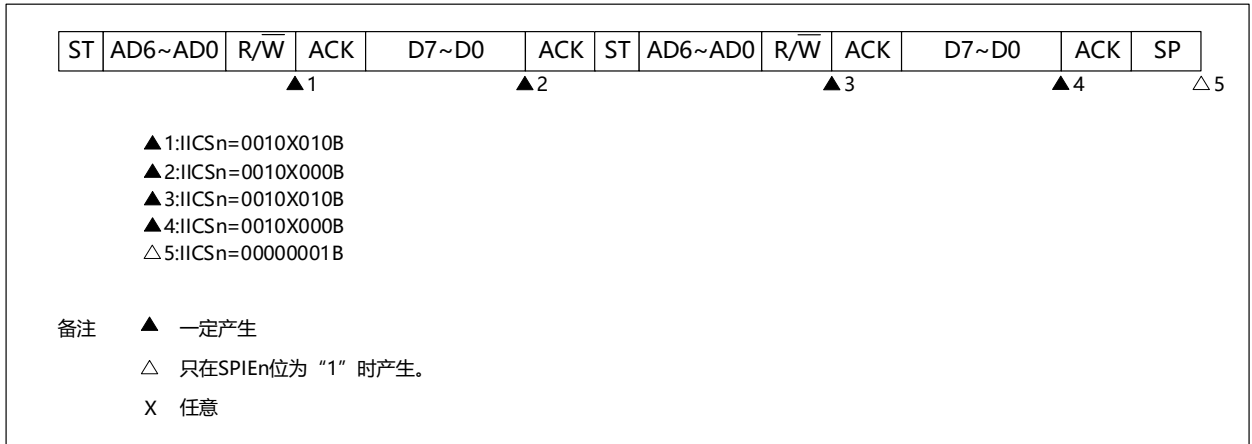 ST AD6~AD0 R/W̅ ACK D7~D0 ACK ST AD6~AD0 R/W̅ ACK D7~D0 ACK SP
▲1 ▲2 ▲3 ▲4 △5
▲1:IICSn=0010X010B
▲2:IICSn=0010X000B
▲3:IICSn=0010X010B
▲4:IICSn=0010X000B
△5:IICSn=00000001B
备注 ▲ 一定产生
△ 只在SPIEn位为“1”时产生。
X 任意